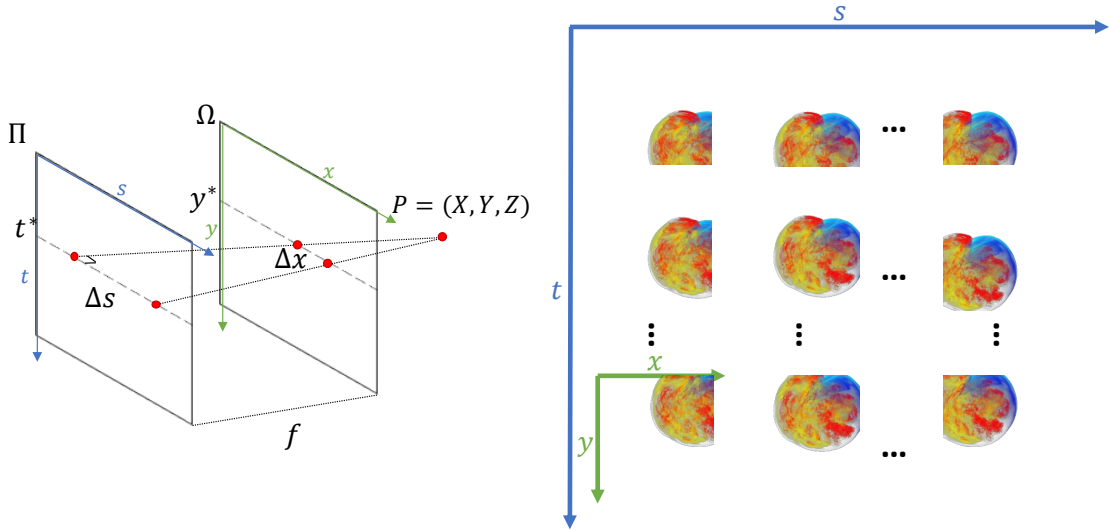 Π
Ω
s
x
t*
y*
P = (X, Y, Z)
y
t
Δx
Δs
f
s
...
t
...
...
...
...
x
y
...